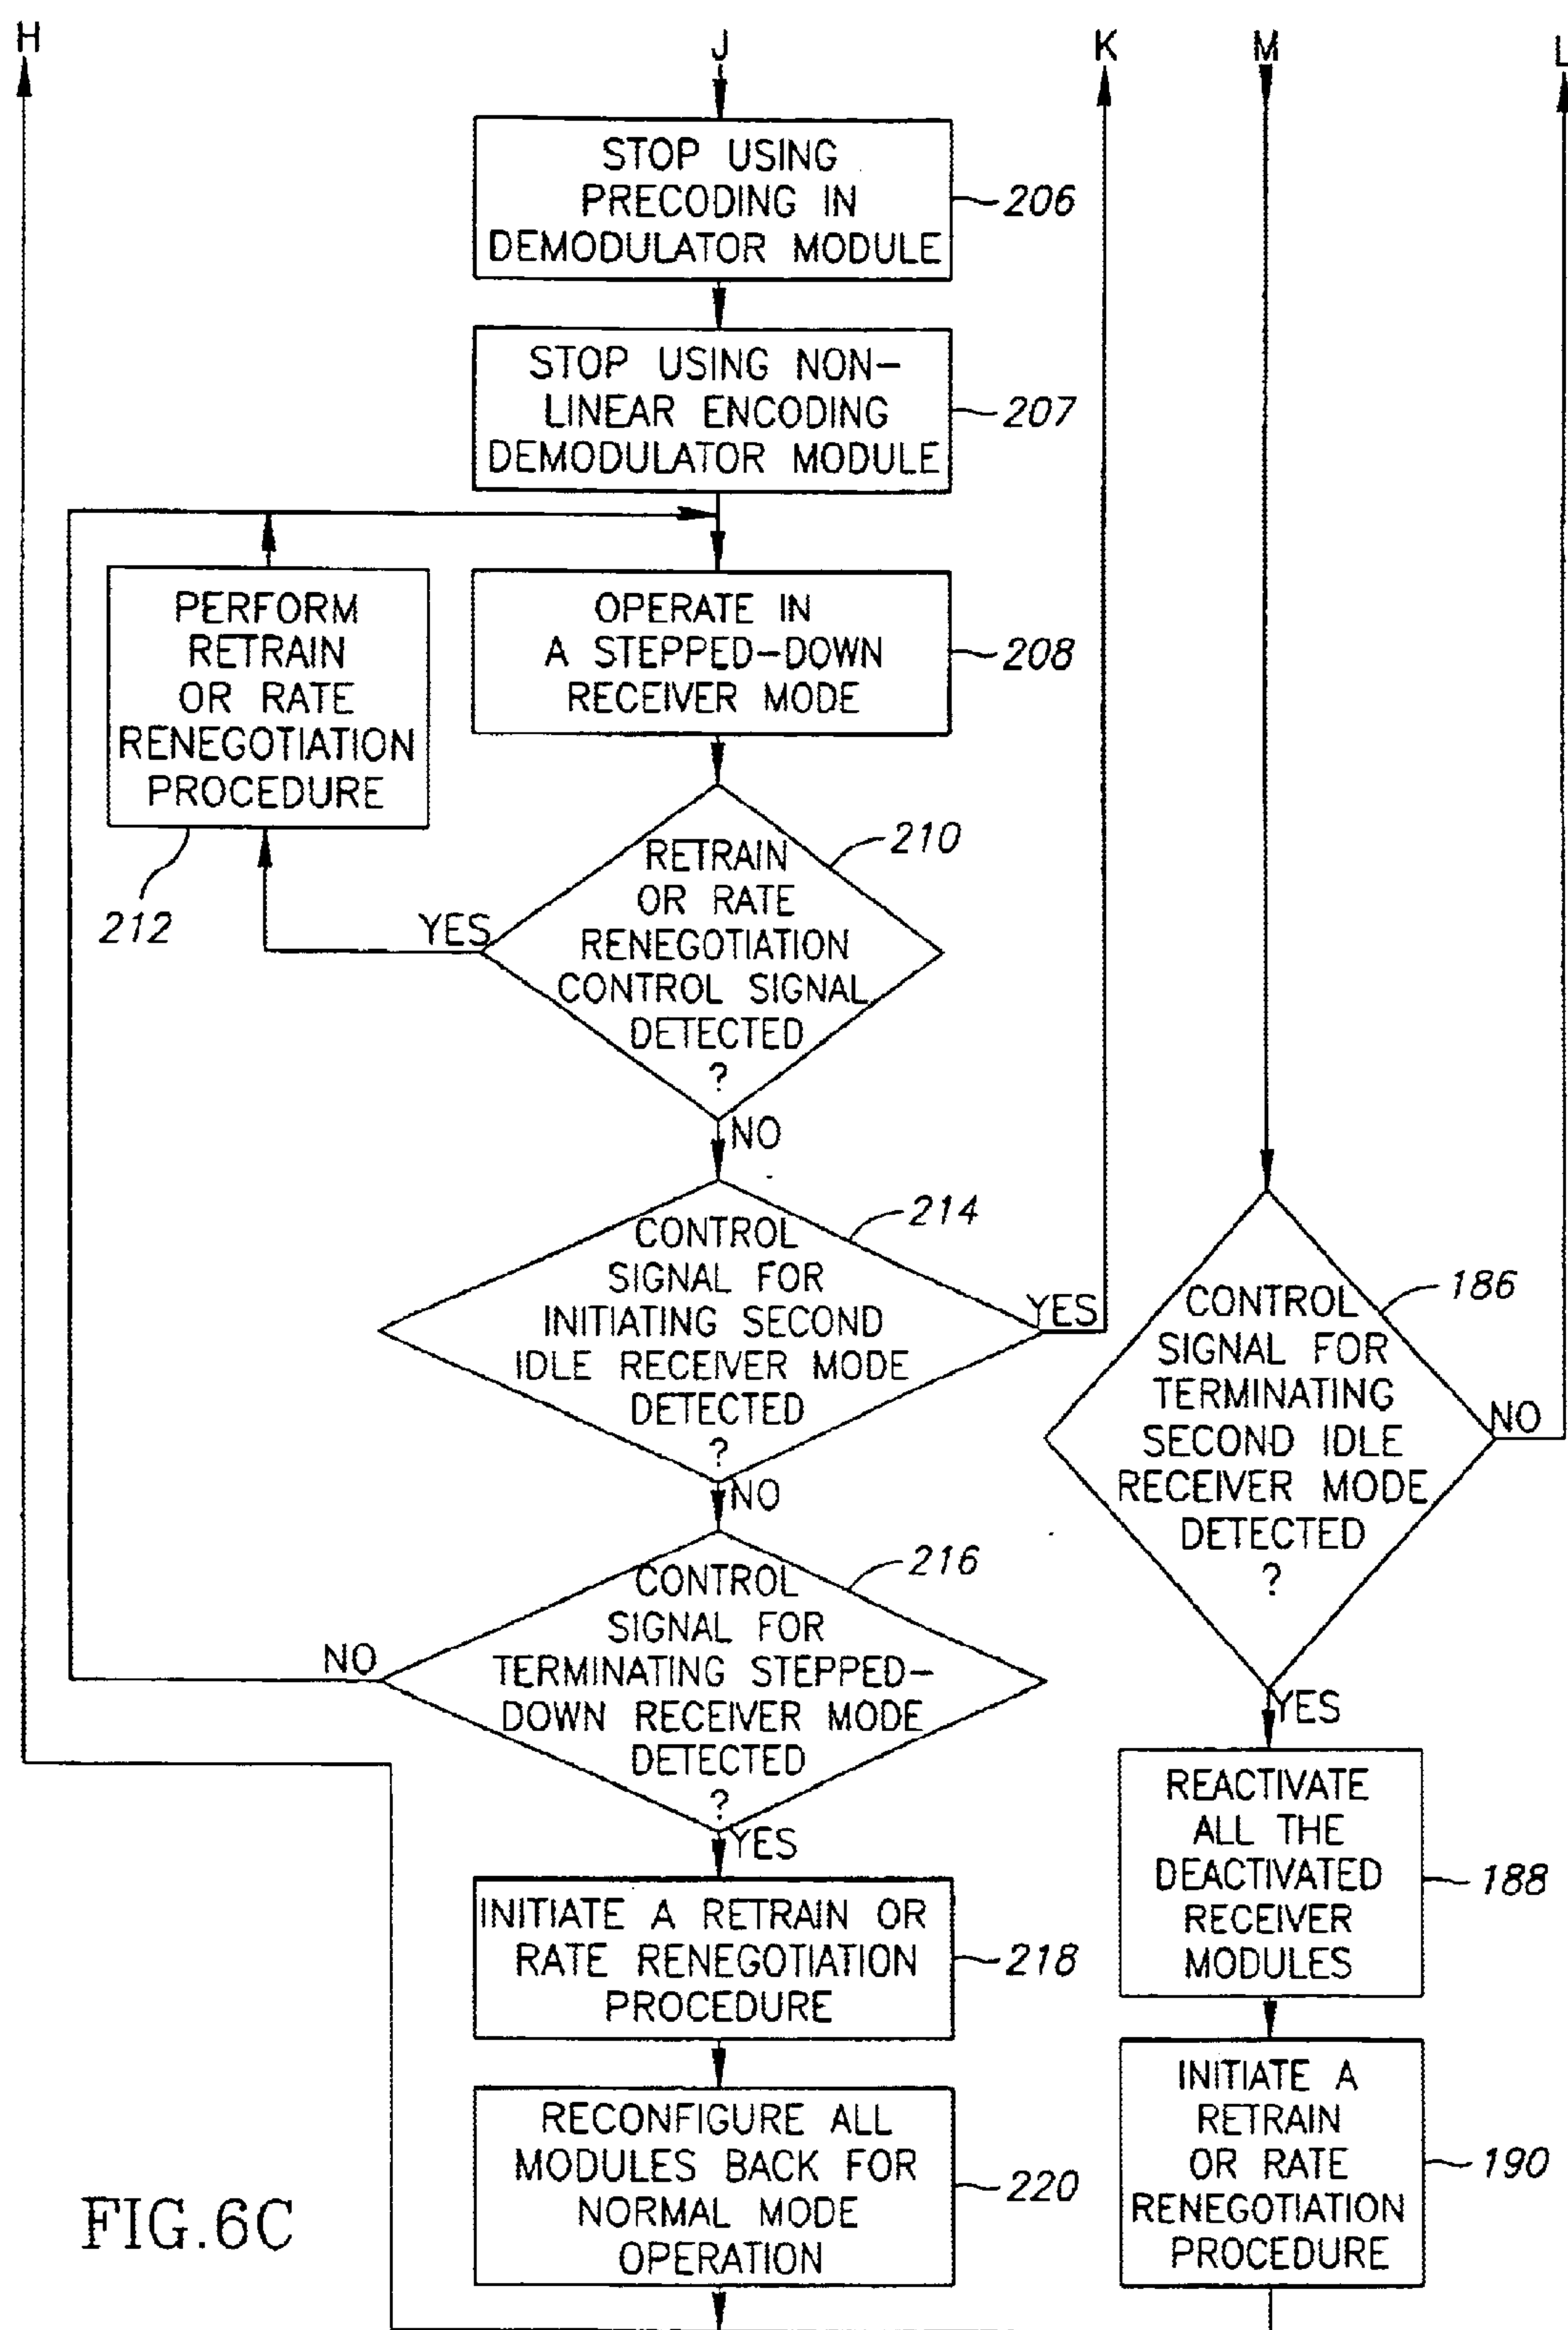 H
J
K
M
L
STOP USING
PRECODING IN
DEMODULATOR MODULE
206
STOP USING NON-
LINEAR ENCODING
DEMODULATOR MODULE
207
PERFORM
RETRAIN
OR RATE
RENEGOTIATION
PROCEDURE
212
OPERATE IN
A STEPPED-DOWN
RECEIVER MODE
208
RETRAIN
OR RATE
RENEGOTIATION
CONTROL SIGNAL
DETECTED
?
210
YES
NO
CONTROL
SIGNAL FOR
INITIATING SECOND
IDLE RECEIVER MODE
DETECTED
?
214
YES
NO
CONTROL
SIGNAL FOR
TERMINATING STEPPED-
DOWN RECEIVER MODE
DETECTED
?
216
NO
YES
INITIATE A RETRAIN OR
RATE RENEGOTIATION
PROCEDURE
218
RECONFIGURE ALL
MODULES BACK FOR
NORMAL MODE
OPERATION
220
CONTROL
SIGNAL FOR
TERMINATING
SECOND IDLE
RECEIVER MODE
DETECTED
?
186
NO
YES
REACTIVATE
ALL THE
DEACTIVATED
RECEIVER
MODULES
188
INITIATE A
RETRAIN
OR RATE
RENEGOTIATION
PROCEDURE
190
FIG.6C